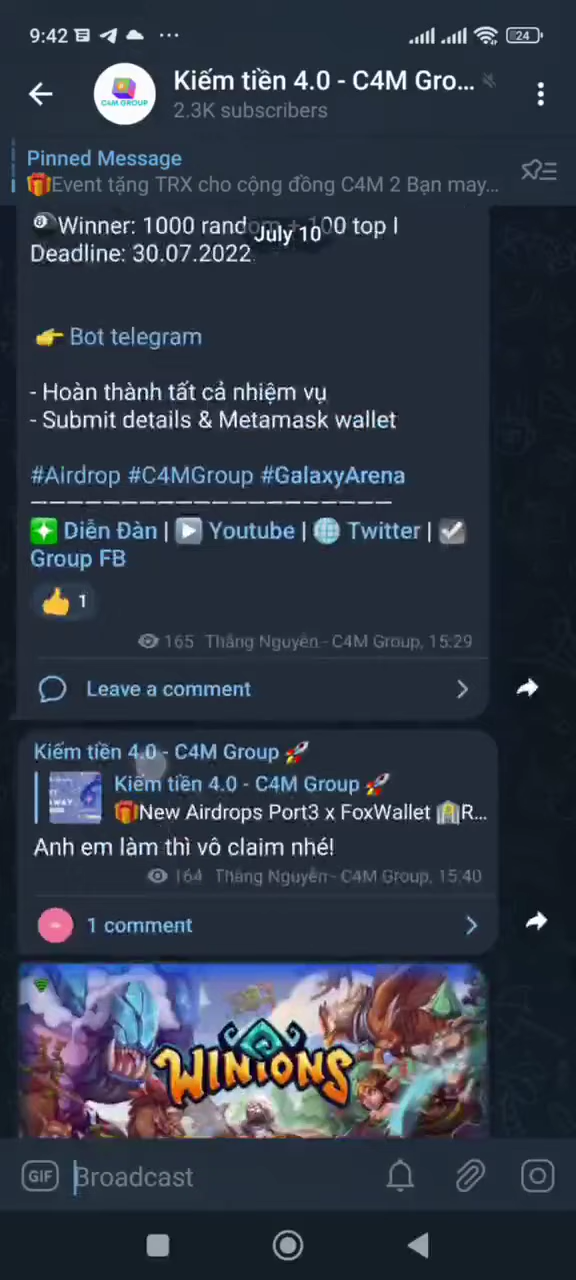 9:42
24
Kiếm tiền 4.0 - C4M Gro...
2.3K subscribers
C4M GROUP
Pinned Message
🎁Event tặng TRX cho cộng đồng C4M 2 Bạn may...
Winner: 1000 random + 100 top I
July 10
Deadline: 30.07.2022
👉 Bot telegram
- Hoàn thành tất cả nhiệm vụ
- Submit details & Metamask wallet
#Airdrop #C4MGroup #GalaxyArena
———————————————————
Diễn Đàn | Youtube | Twitter |
Group FB
👍 1
165 Thắng Nguyễn - C4M Group, 15:29
Leave a comment
Kiếm tiền 4.0 - C4M Group 🚀
Kiếm tiền 4.0 - C4M Group 🚀
🎁New Airdrops Port3 x FoxWallet R...
Anh em làm thì vô claim nhé!
164 Thắng Nguyễn - C4M Group, 15:40
1 comment
WINIONS
GIF
Broadcast